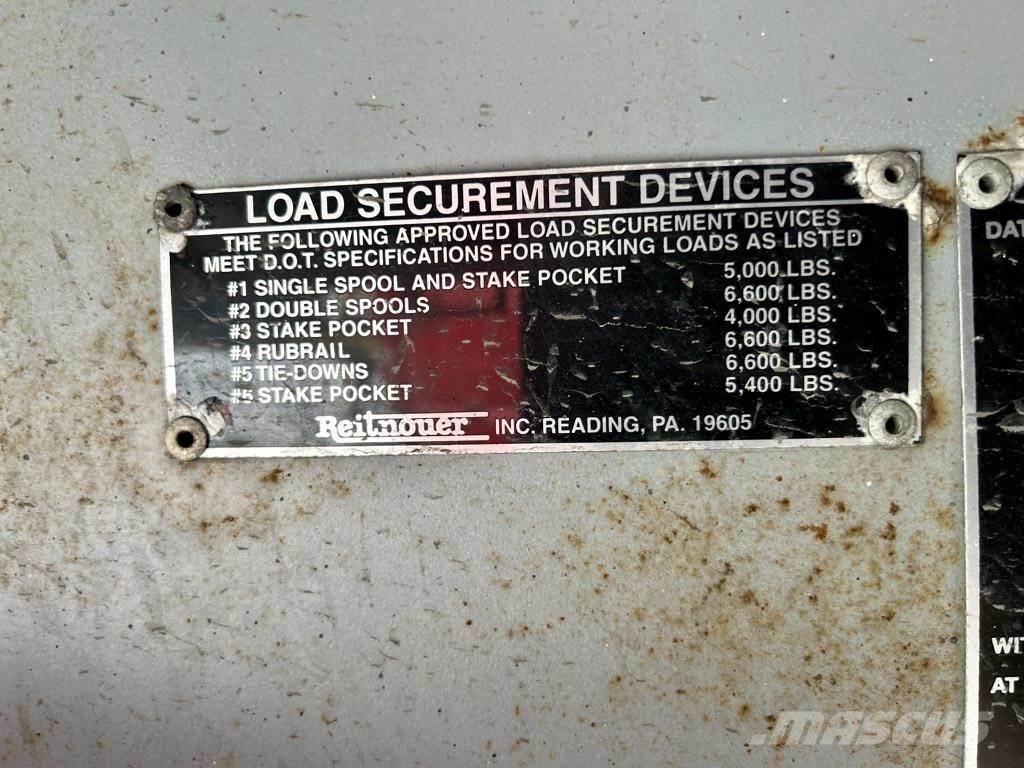 LOAD SECUREMENT DEVICES
THE FOLLOWING APPROVED LOAD SECUREMENT DEVICES
MEET D.O.T. SPECIFICATIONS FOR WORKING LOADS AS LISTED
#1 SINGLE SPOOL AND STAKE POCKET 5,000 LBS.
#2 DOUBLE SPOOLS 6,600 LBS.
#3 STAKE POCKET 4,000 LBS.
#4 RUBRAIL 6,600 LBS.
#5 TIE-DOWNS 6,600 LBS.
#5 STAKE POCKET 5,400 LBS.
Reitnouer INC. READING, PA. 19605
DAT
WIT
AT
MASCUS